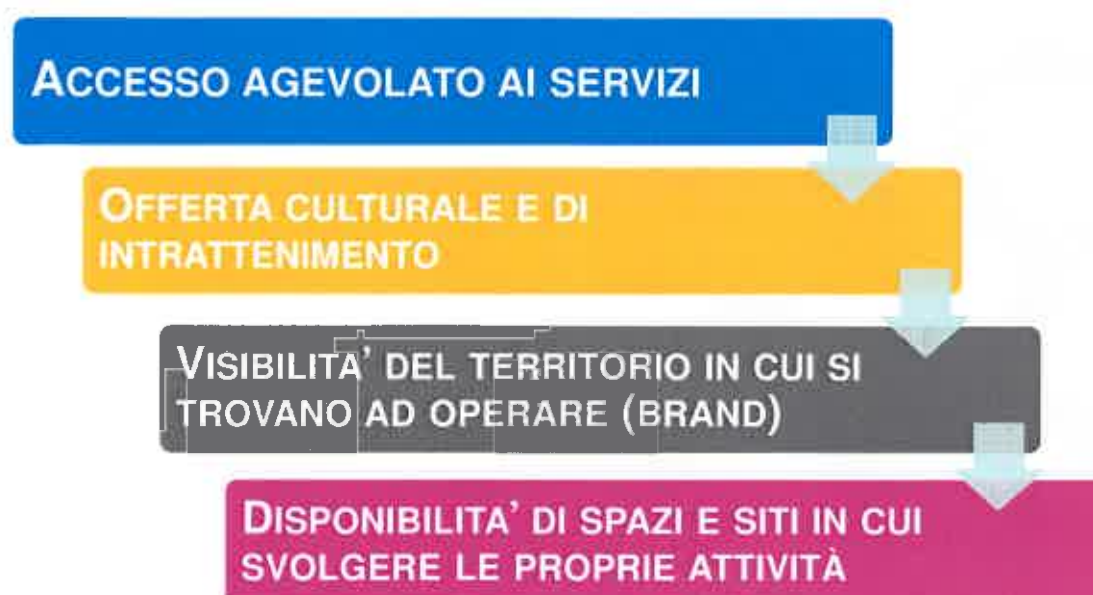 ACCESSO AGEVOLATO AI SERVIZI
OFFERTA CULTURALE E DI
INTRATTENIMENTO
VISIBILITA' DEL TERRITORIO IN CUI SI
TROVANO AD OPERARE (BRAND)
DISPONIBILITA' DI SPAZI E SITI IN CUI
SVOLGERE LE PROPRIE ATTIVITÀ